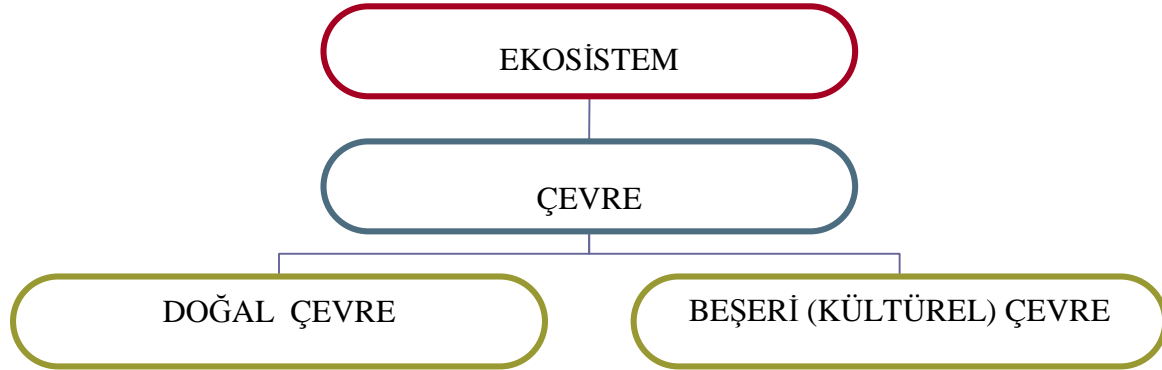 EKOSİSTEM
ÇEVRE
DOĞAL ÇEVRE
BEŞERİ (KÜLTÜREL) ÇEVRE